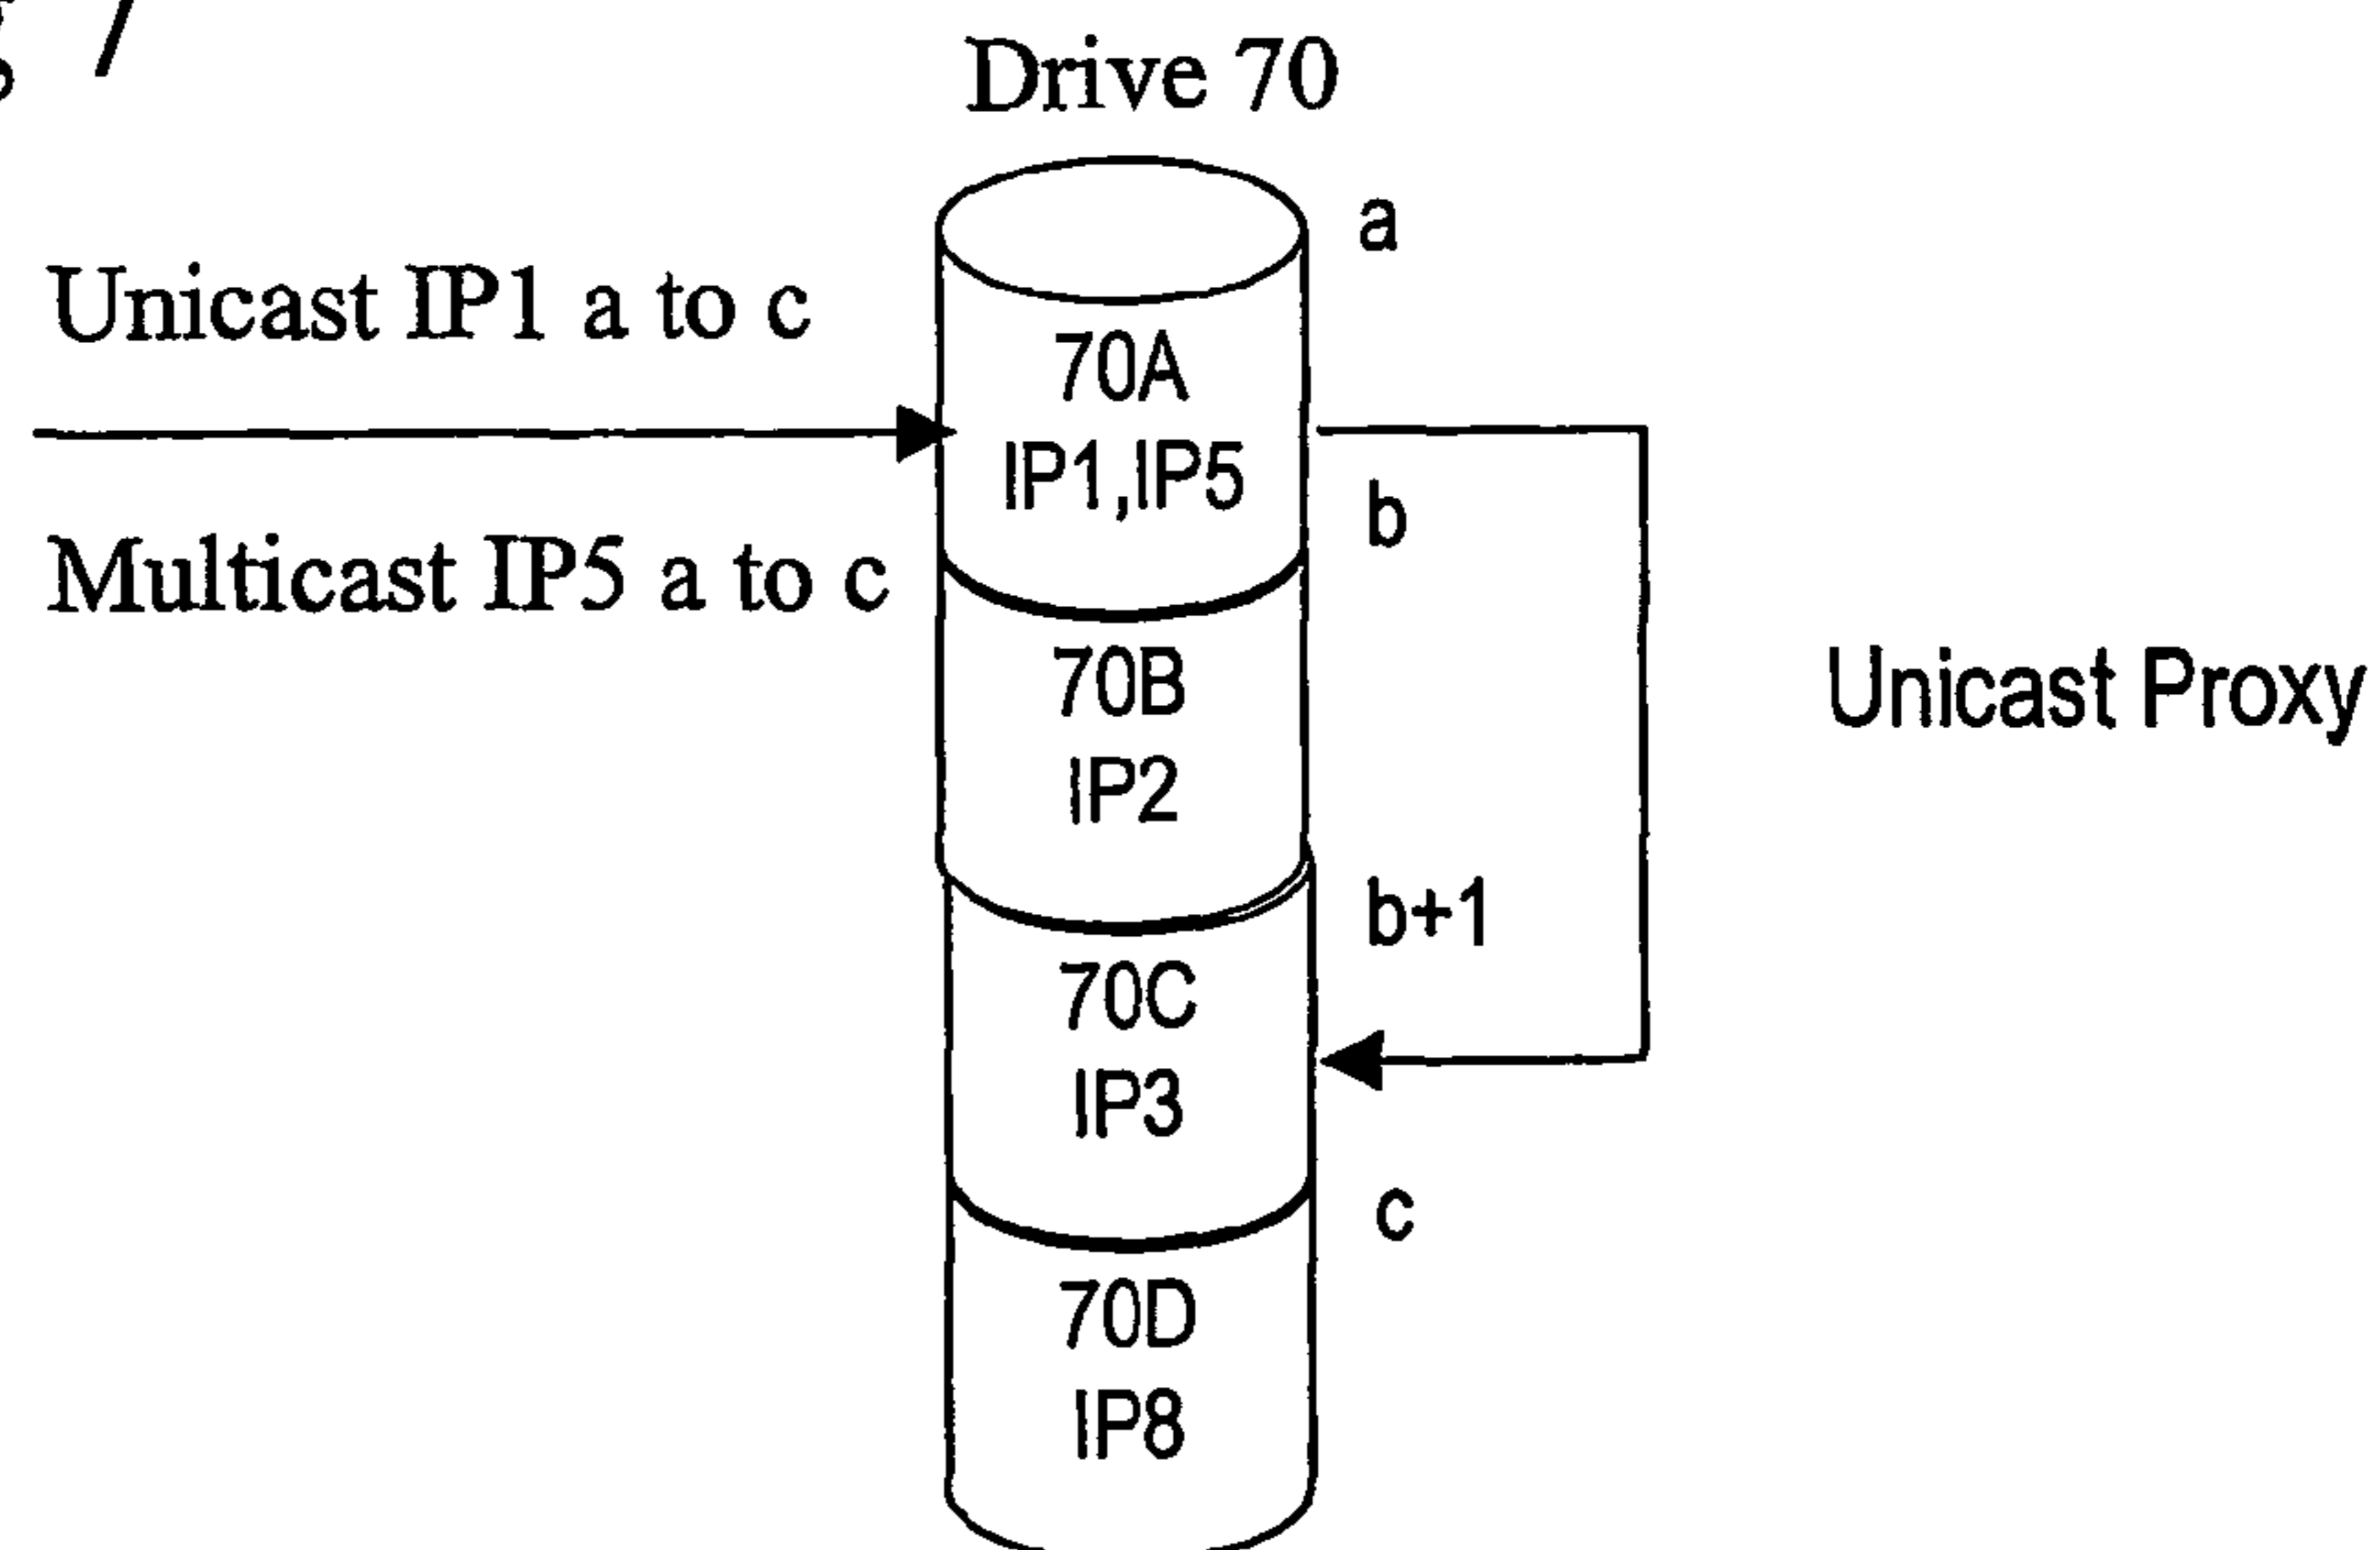 7
Drive 70
a
Unicast IP1 a to c
70A
IP1,IP5
b
Multicast IP5 a to c
70B
IP2
Unicast Proxy
b+1
70C
IP3
c
70D
IP8